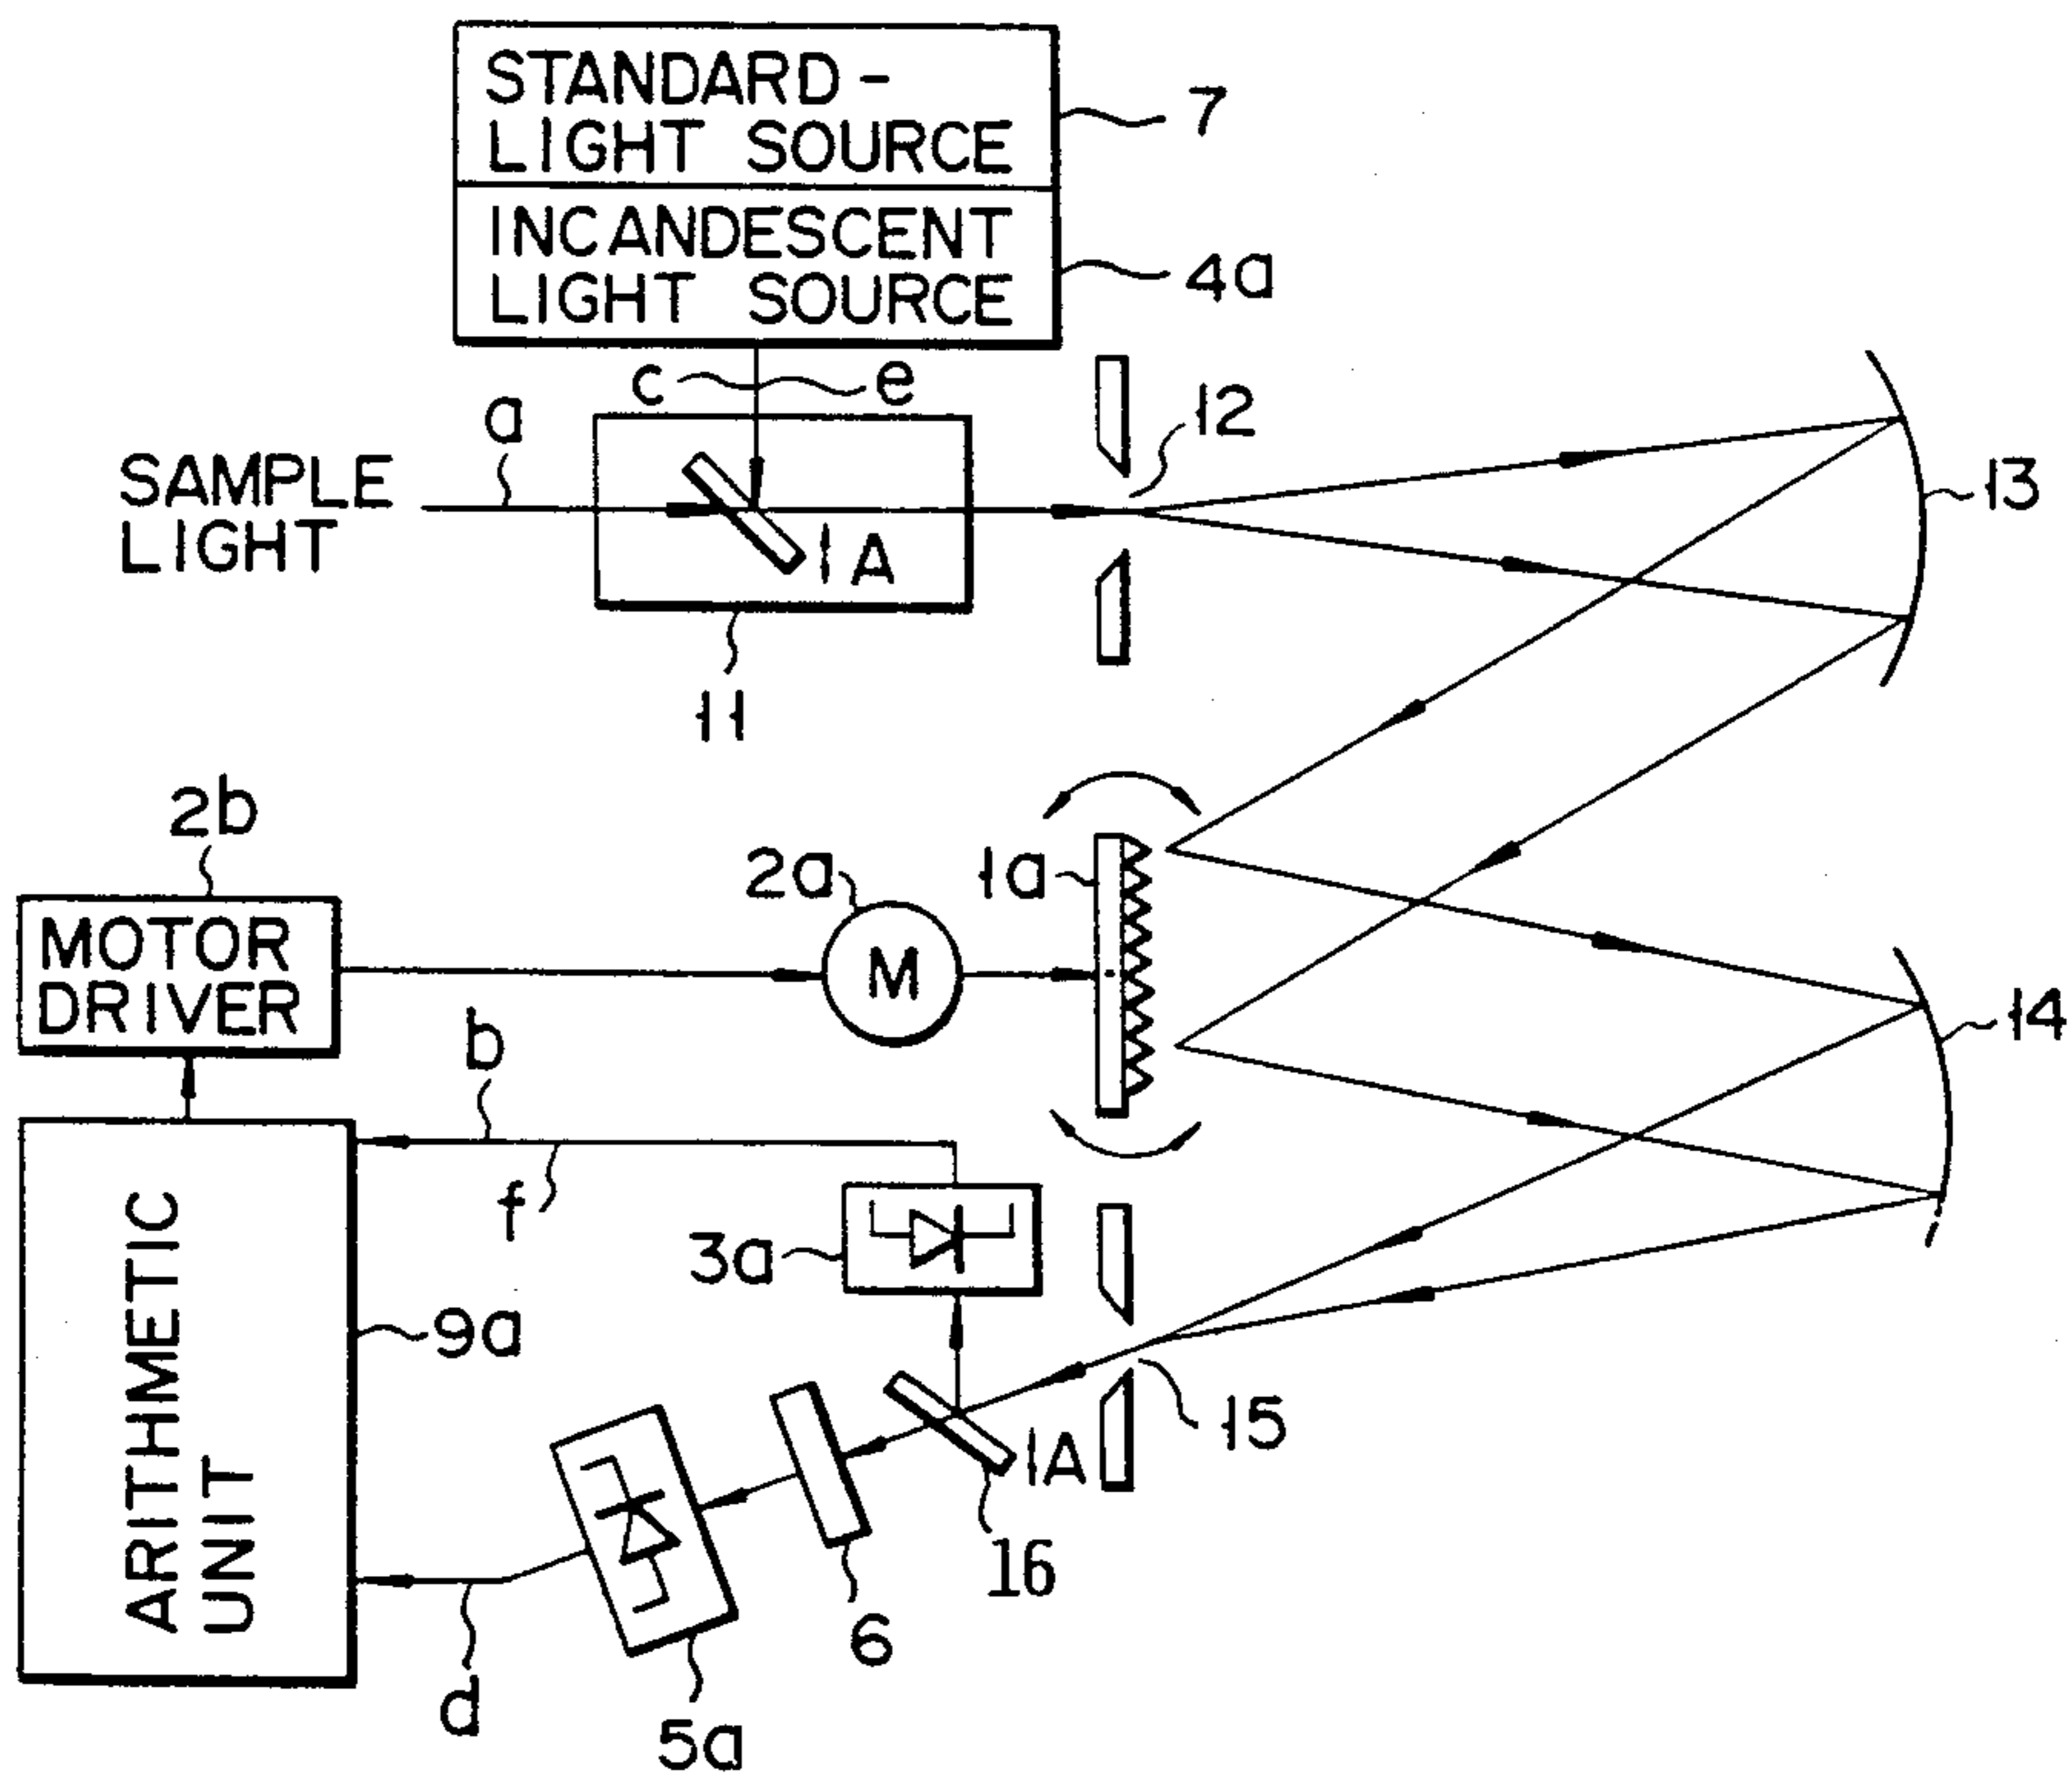 STANDARD-
LIGHT SOURCE
7
INCANDESCENT
LIGHT SOURCE
4a
c
e
12
a
SAMPLE
LIGHT
1A
13
11
2b
2a
1a
M
MOTOR
DRIVER
b
14
f
3a
ARITHMETIC
UNIT
9a
1A
15
16
6
d
5a